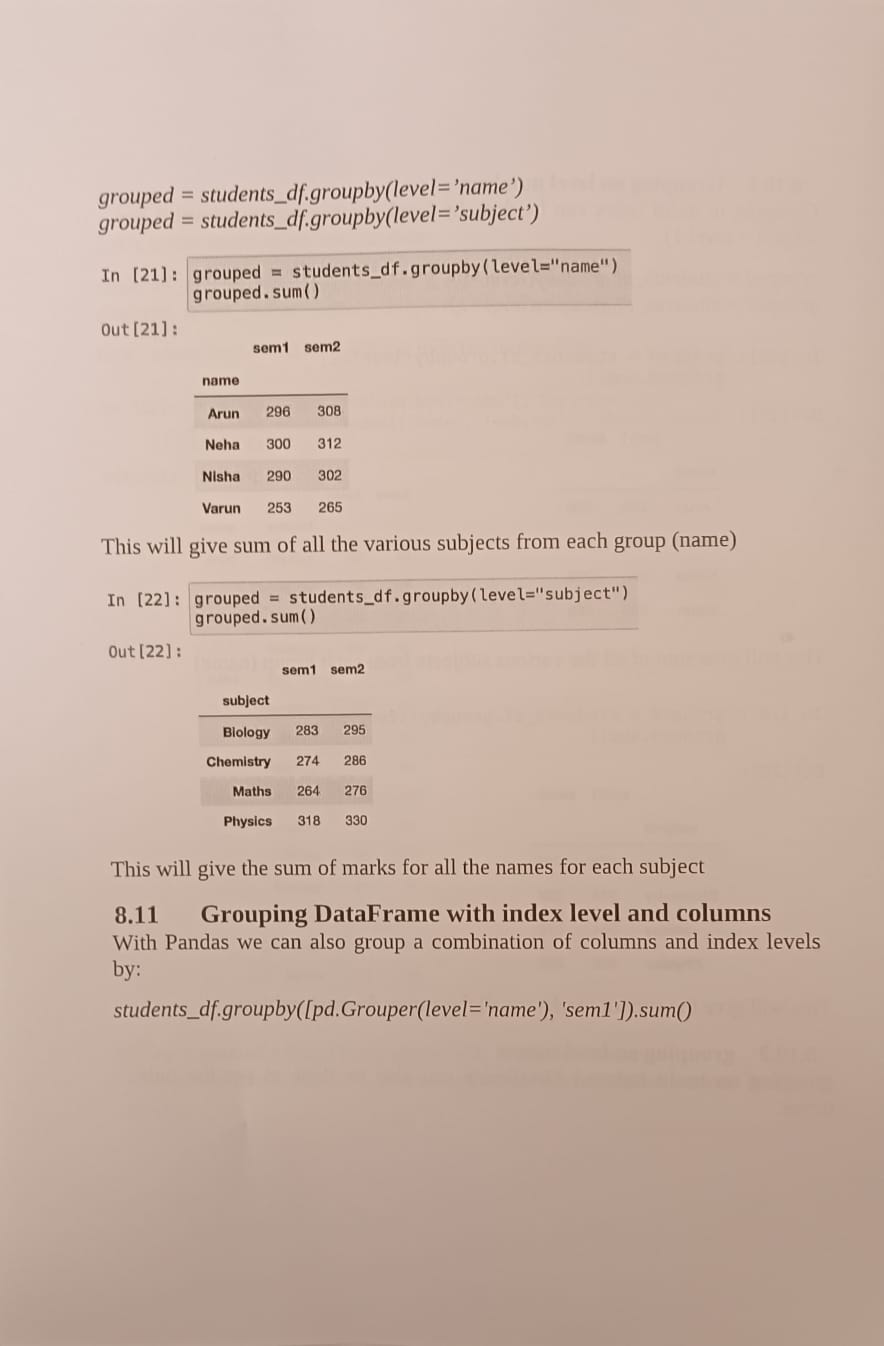 grouped = students_df.groupby(level=’name’)
grouped = students_df.groupby(level=’subject’)
In [21]: grouped = students_df.groupby(level="name")
grouped.sum()
Out[21]:
sem1 sem2
name
Arun 296 308
Neha 300 312
Nisha 290 302
Varun 253 265
This will give sum of all the various subjects from each group (name)
In [22]: grouped = students_df.groupby(level="subject")
grouped.sum()
Out[22]:
sem1 sem2
subject
Biology 283 295
Chemistry 274 286
Maths 264 276
Physics 318 330
This will give the sum of marks for all the names for each subject
8.11 Grouping DataFrame with index level and columns
With Pandas we can also group a combination of columns and index levels
by:
students_df.groupby([pd.Grouper(level='name'), 'sem1']).sum()